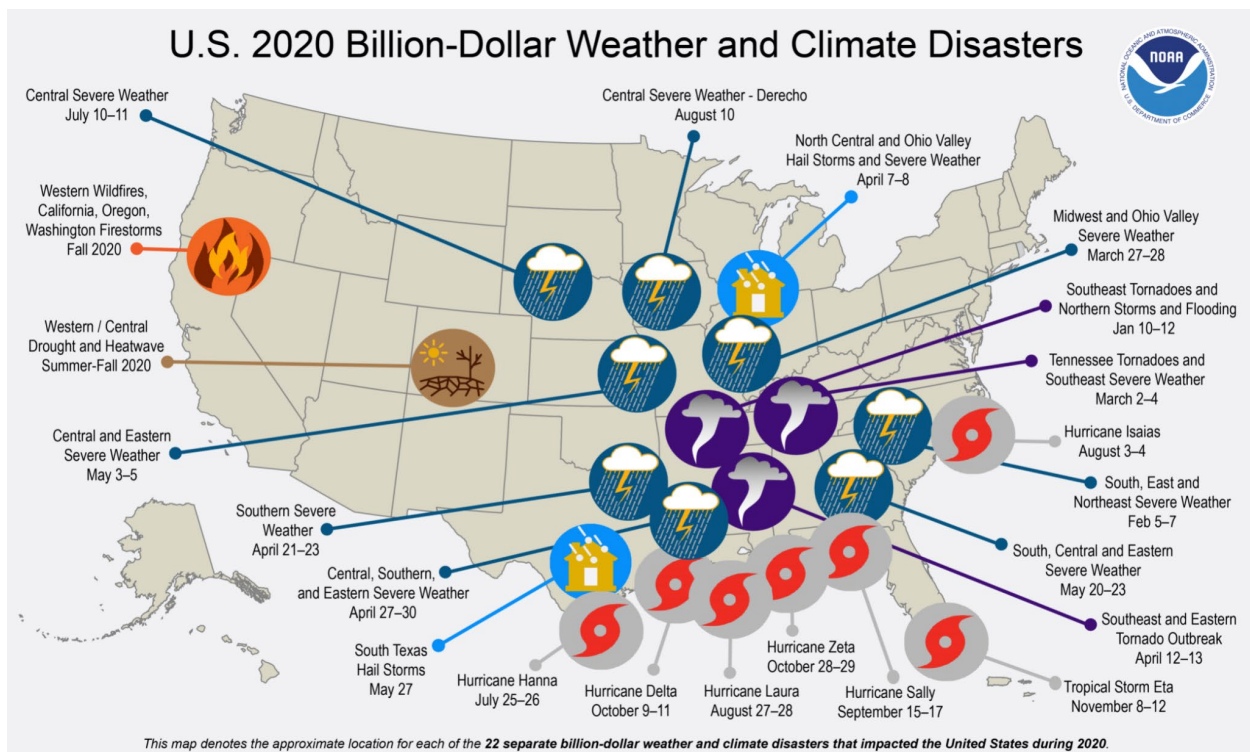 U.S. 2020 Billion-Dollar Weather and Climate Disasters
NATIONAL OCEANIC AND ATMOSPHERIC ADMINISTRATION
NOAA
U.S. DEPARTMENT OF COMMERCE
Central Severe Weather
July 10–11
Central Severe Weather - Derecho
August 10
North Central and Ohio Valley
Hail Storms and Severe Weather
April 7–8
Western Wildfires,
California, Oregon,
Washington Firestorms
Fall 2020
Midwest and Ohio Valley
Severe Weather
March 27–28
Southeast Tornadoes and
Northern Storms and Flooding
Jan 10–12
Western / Central
Drought and Heatwave
Summer-Fall 2020
Tennessee Tornadoes and
Southeast Severe Weather
March 2–4
Central and Eastern
Severe Weather
May 3–5
Hurricane Isaias
August 3–4
South, East and
Northeast Severe Weather
Feb 5–7
Southern Severe
Weather
April 21–23
South, Central and Eastern
Severe Weather
May 20–23
Central, Southern,
and Eastern Severe Weather
April 27–30
Southeast and Eastern
Tornado Outbreak
April 12–13
South Texas
Hail Storms
May 27
Hurricane Hanna
July 25–26
Hurricane Delta
October 9–11
Hurricane Laura
August 27–28
Hurricane Zeta
October 28–29
Hurricane Sally
September 15–17
Tropical Storm Eta
November 8–12
This map denotes the approximate location for each of the 22 separate billion-dollar weather and climate disasters that impacted the United States during 2020.